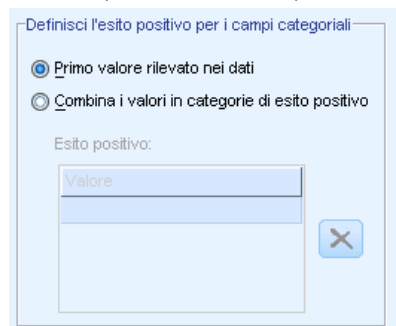 Definisci l'esito positivo per i campi categoriali
Primo valore rilevato nei dati
Combina i valori in categorie di esito positivo
Esito positivo:
Valore